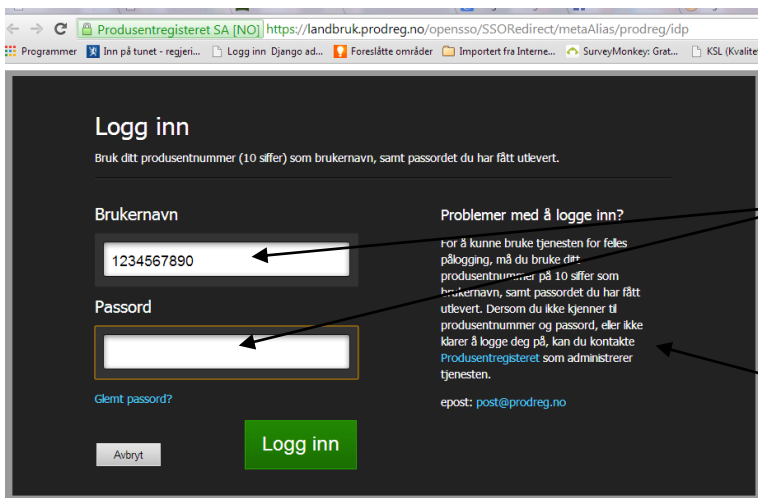 Produsentregisteret SA [NO] https://landbruk.prodreg.no/opensso/SSORedirect/metaAlias/prodreg/idp
Programmer Inn på tunet - regjeri... Logg inn Django ad... Foreslåtte områder Importert fra Interne... SurveyMonkey: Grat... KSL (Kvalite
Logg inn
Bruk ditt produsentnummer (10 siffer) som brukernavn, samt passordet du har fått utlevert.
Brukernavn
1234567890
Passord
Glemt passord?
Avbryt
Logg inn
Problemer med å logge inn?
For å kunne bruke tjenesten for felles
pålogging, må du bruke ditt
produsentnummer på 10 siffer som
brukernavn, samt passordet du har fått
utlevert. Dersom du ikke kjenner til
produsentnummer og passord, eller ikke
klarer å logge deg på, kan du kontakte
Produsentregisteret som administrerer
tjenesten.
epost: post@prodreg.no